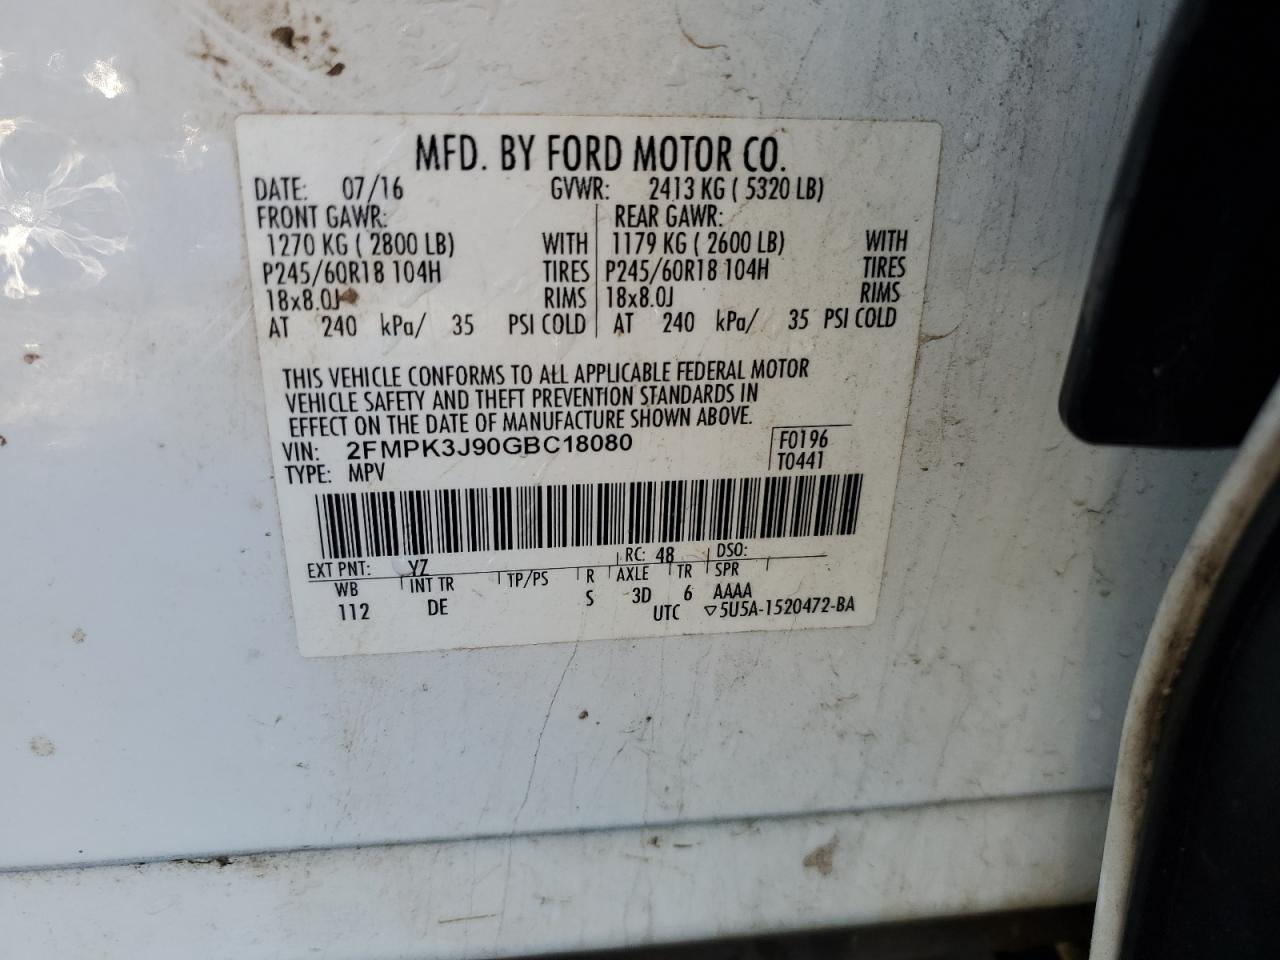 MFD. BY FORD MOTOR CO.
DATE: 07/16 GVWR: 2413 KG ( 5320 LB)
FRONT GAWR: REAR GAWR:
1270 KG ( 2800 LB) WITH 1179 KG ( 2600 LB) WITH
P245/60R18 104H TIRES P245/60R18 104H TIRES
18x8.0J RIMS 18x8.0J RIMS
AT 240 kPa/ 35 PSI COLD AT 240 kPa/ 35 PSI COLD
THIS VEHICLE CONFORMS TO ALL APPLICABLE FEDERAL MOTOR
VEHICLE SAFETY AND THEFT PREVENTION STANDARDS IN
EFFECT ON THE DATE OF MANUFACTURE SHOWN ABOVE.
VIN: 2FMPK3J90GBC18080 F0196
TYPE: MPV T0441
EXT PNT: YZ RC: 48 DSO:
WB INT TR TP/PS R AXLE TR SPR
112 DE S 3D 6 AAAA
UTC ▽5U5A-1520472-BA